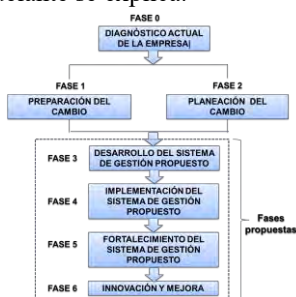 FASE 0
DIAGNÓSTICO ACTUAL
DE LA EMPRESA|
FASE 1
FASE 2
PREPARACIÓN DEL
CAMBIO
PLANEACIÓN DEL
CAMBIO
FASE 3
DESARROLLO DEL SISTEMA
DE GESTIÓN PROPUESTO
FASE 4
IMPLEMENTACIÓN DEL
SISTEMA DE GESTIÓN
PROPUESTO
Fases
propuestas
FASE 5
FORTALECIMIENTO DEL
SISTEMA DE GESTIÓN
PROPUESTO
FASE 6
INNOVACIÓN Y MEJORA